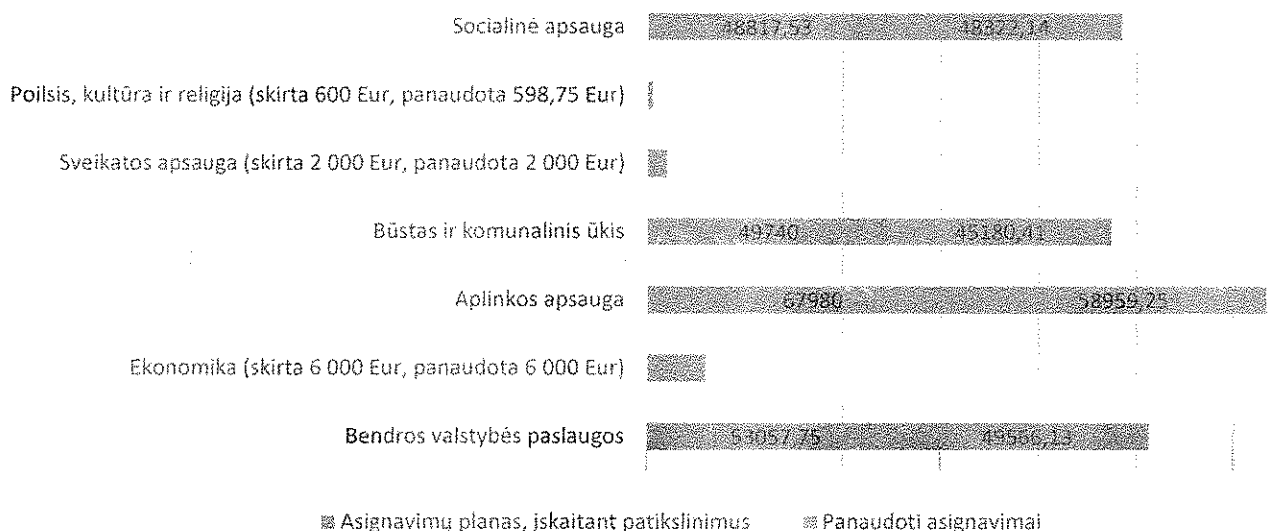 Socialinė apsauga 48817,53 48322,14
Poilsis, kultūra ir religija (skirta 600 Eur, panaudota 598,75 Eur)
Sveikatos apsauga (skirta 2 000 Eur, panaudota 2 000 Eur)
Būstas ir komunalinis ūkis 49740 45180,41
Aplinkos apsauga 67980 58959,25
Ekonomika (skirta 6 000 Eur, panaudota 6 000 Eur)
Bendros valstybės paslaugos 53057,75 49566,13
Asignavimų planas, įskaitant patikslinimus Panaudoti asignavimai